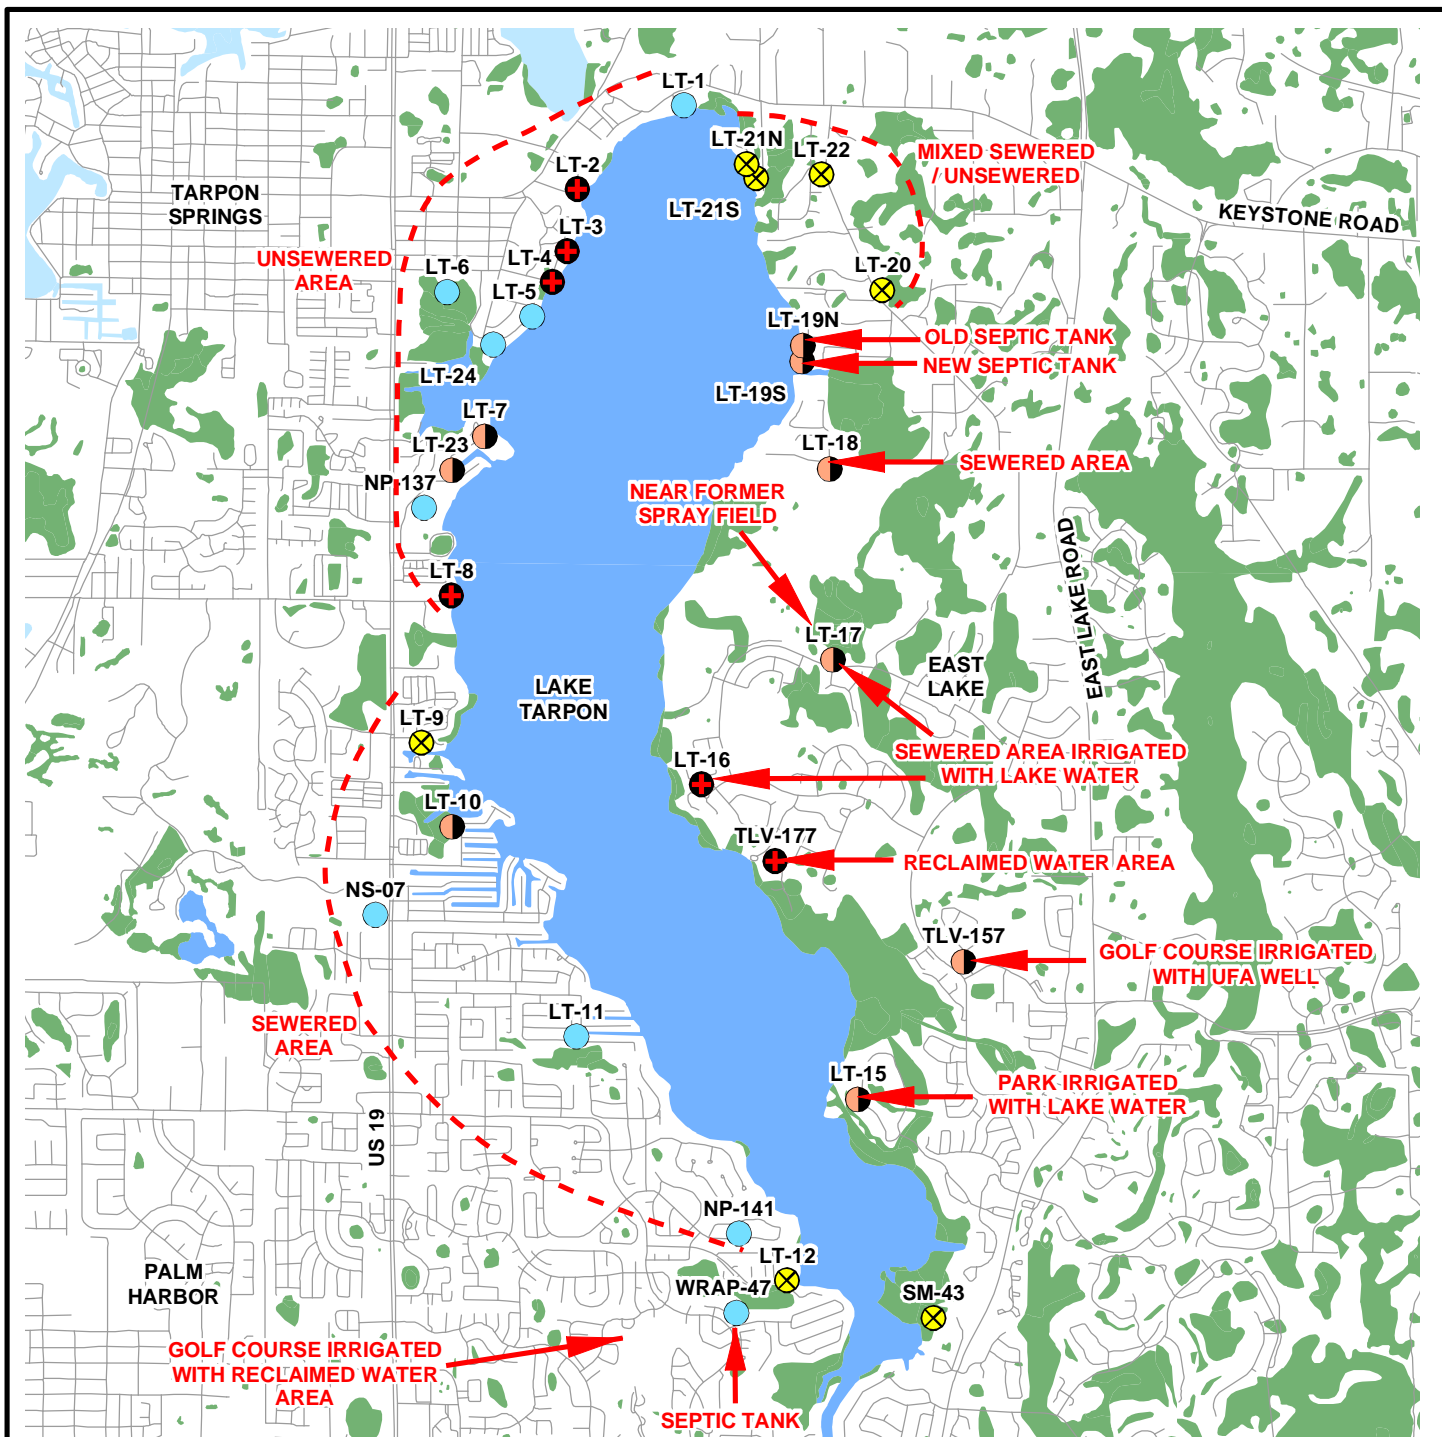 LT-1
LT-21N
LT-22
MIXED SEWERED
/ UNSEWERED
LT-2
TARPON
SPRINGS
LT-21S
KEYSTONE ROAD
LT-3
UNSEWERED
AREA
LT-4
LT-6
LT-20
LT-5
LT-19N
OLD SEPTIC TANK
NEW SEPTIC TANK
LT-24
LT-19S
LT-7
LT-23
LT-18
SEWERED AREA
NP-137
NEAR FORMER
SPRAY FIELD
EAST LAKE ROAD
LT-8
LT-17
EAST
LAKE
LAKE
TARPON
LT-9
SEWERED AREA IRRIGATED
WITH LAKE WATER
LT-16
LT-10
TLV-177
RECLAIMED WATER AREA
NS-07
TLV-157
GOLF COURSE IRRIGATED
WITH UFA WELL
LT-11
SEWERED
AREA
LT-15
PARK IRRIGATED
WITH LAKE WATER
US 19
NP-141
LT-12
PALM
HARBOR
WRAP-47
SM-43
GOLF COURSE IRRIGATED
WITH RECLAIMED WATER
AREA
SEPTIC TANK